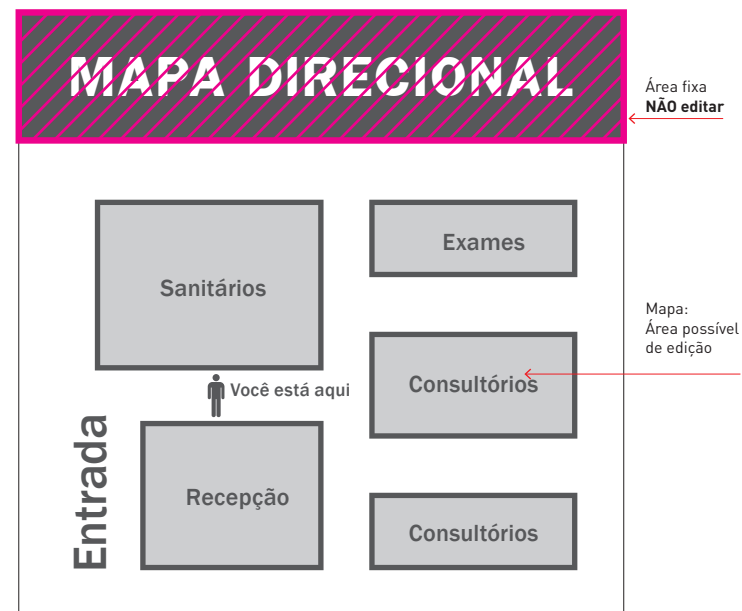 MAPA DIRECIONAL
Área fixa
NÃO editar
Exames
Sanitários
Mapa:
Área possível
de edição
Consultórios
Você está aqui
Entrada
Recepção
Consultórios